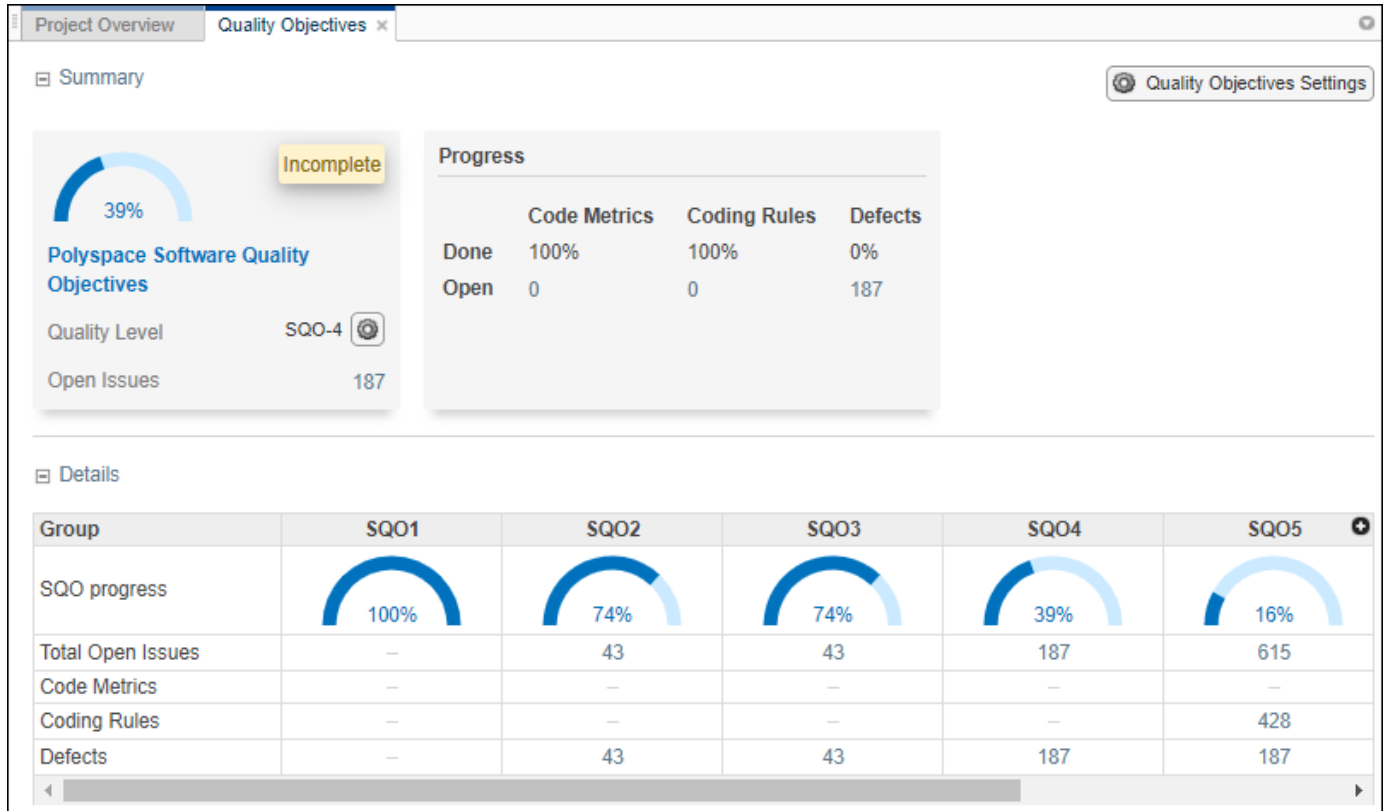 Project Overview Quality Objectives ×
Summary
Quality Objectives Settings
39%
Incomplete
Polyspace Software Quality
Objectives
Quality Level SQO-4
Open Issues 187
Progress
Code Metrics Coding Rules Defects
Done 100% 100% 0%
Open 0 0 187
Details
Group SQO1 SQO2 SQO3 SQO4 SQO5
SQO progress 100% 74% 74% 39% 16%
Total Open Issues – 43 43 187 615
Code Metrics – – – – –
Coding Rules – – – – 428
Defects – 43 43 187 187